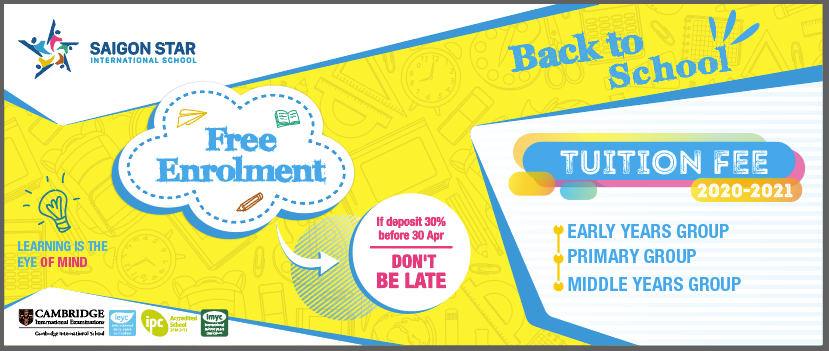 SAIGON STAR
INTERNATIONAL SCHOOL
Back to
School
Free
Enrolment
TUITION FEE
2020-2021
If deposit 30%
before 30 Apr
DON'T
BE LATE
EARLY YEARS GROUP
PRIMARY GROUP
MIDDLE YEARS GROUP
LEARNING IS THE
EYE OF MIND
CAMBRIDGE
International Examinations
Cambridge International School
ieyc
ipc
Accredited
School
imyc